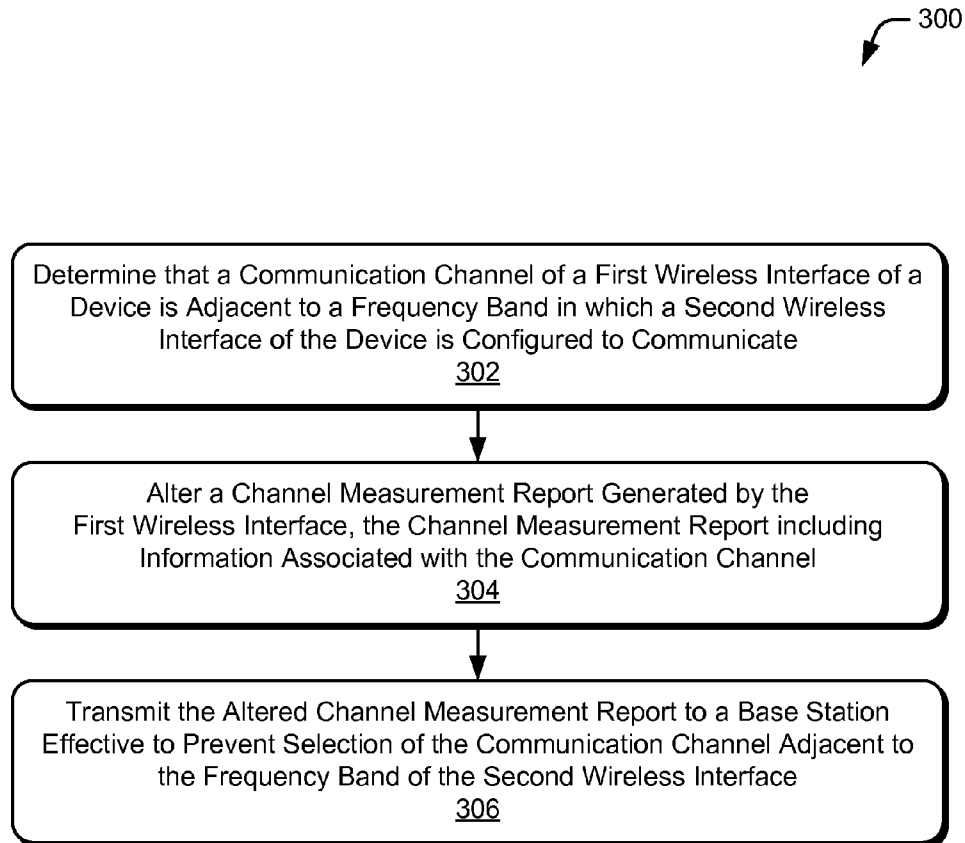 300
Determine that a Communication Channel of a First Wireless Interface of a
Device is Adjacent to a Frequency Band in which a Second Wireless
Interface of the Device is Configured to Communicate
302
Alter a Channel Measurement Report Generated by the
First Wireless Interface, the Channel Measurement Report including
Information Associated with the Communication Channel
304
Transmit the Altered Channel Measurement Report to a Base Station
Effective to Prevent Selection of the Communication Channel Adjacent to
the Frequency Band of the Second Wireless Interface
306